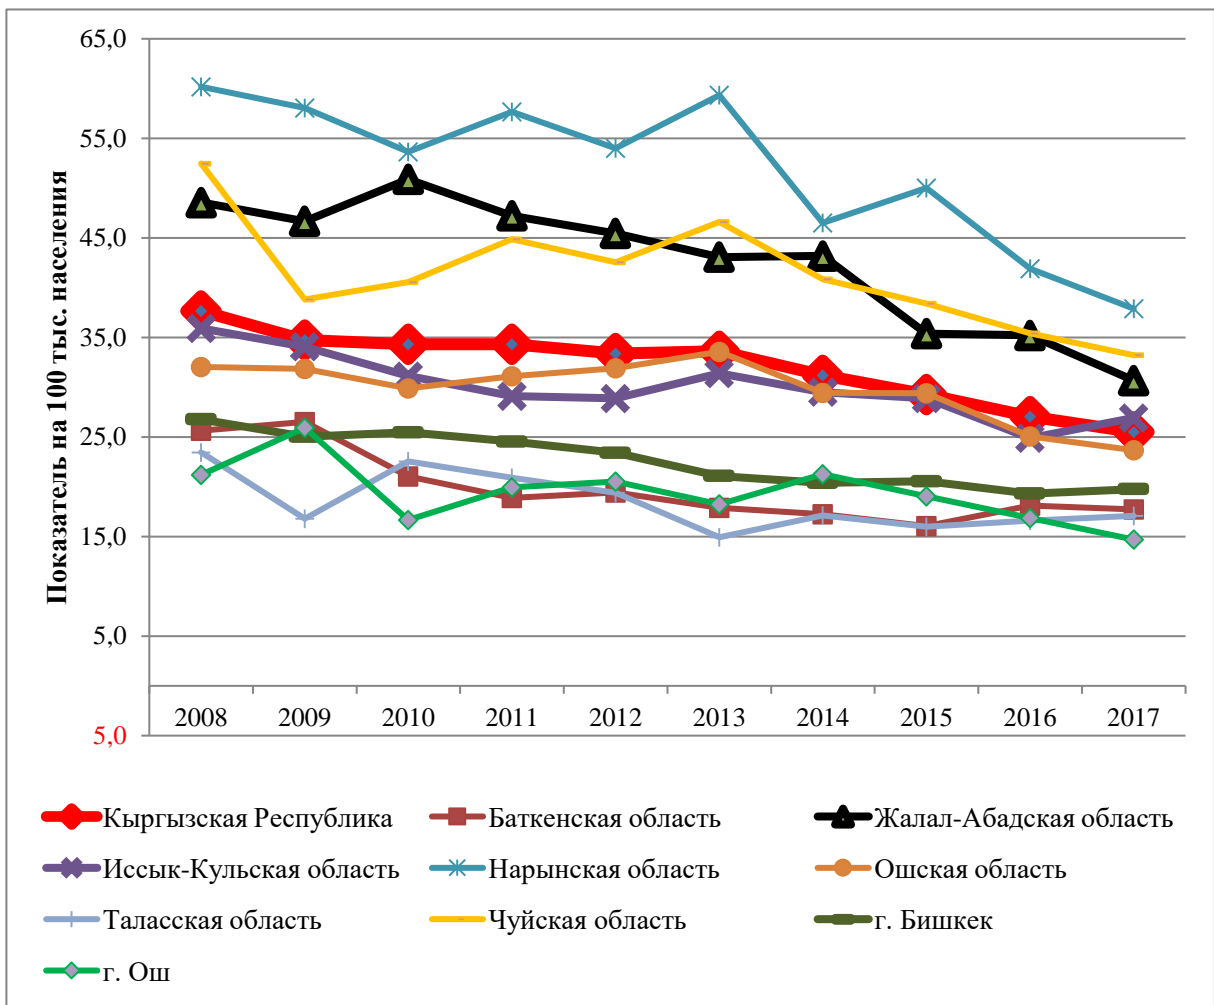 Показатель на 100 тыс. населения
65,0
55,0
45,0
35,0
25,0
15,0
5,0
5,0
2008 2009 2010 2011 2012 2013 2014 2015 2016 2017
Кыргызская Республика Баткенская область Жалал-Абадская область
Иссык-Кульская область Нарынская область Ошская область
Таласская область Чуйская область г. Бишкек
г. Ош